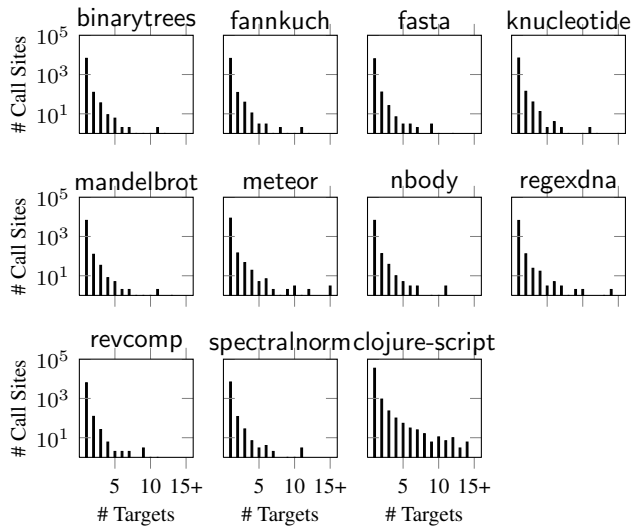 binarytrees fannkuch fasta knucleotide
# Call Sites
10^5
10^3
10^1
mandelbrot meteor nbody regexdna
# Call Sites
10^5
10^3
10^1
revcomp spectralnorm clojure-script
# Call Sites
10^5
10^3
10^1
5 10 15+ 5 10 15+ 5 10 15+
# Targets # Targets # Targets